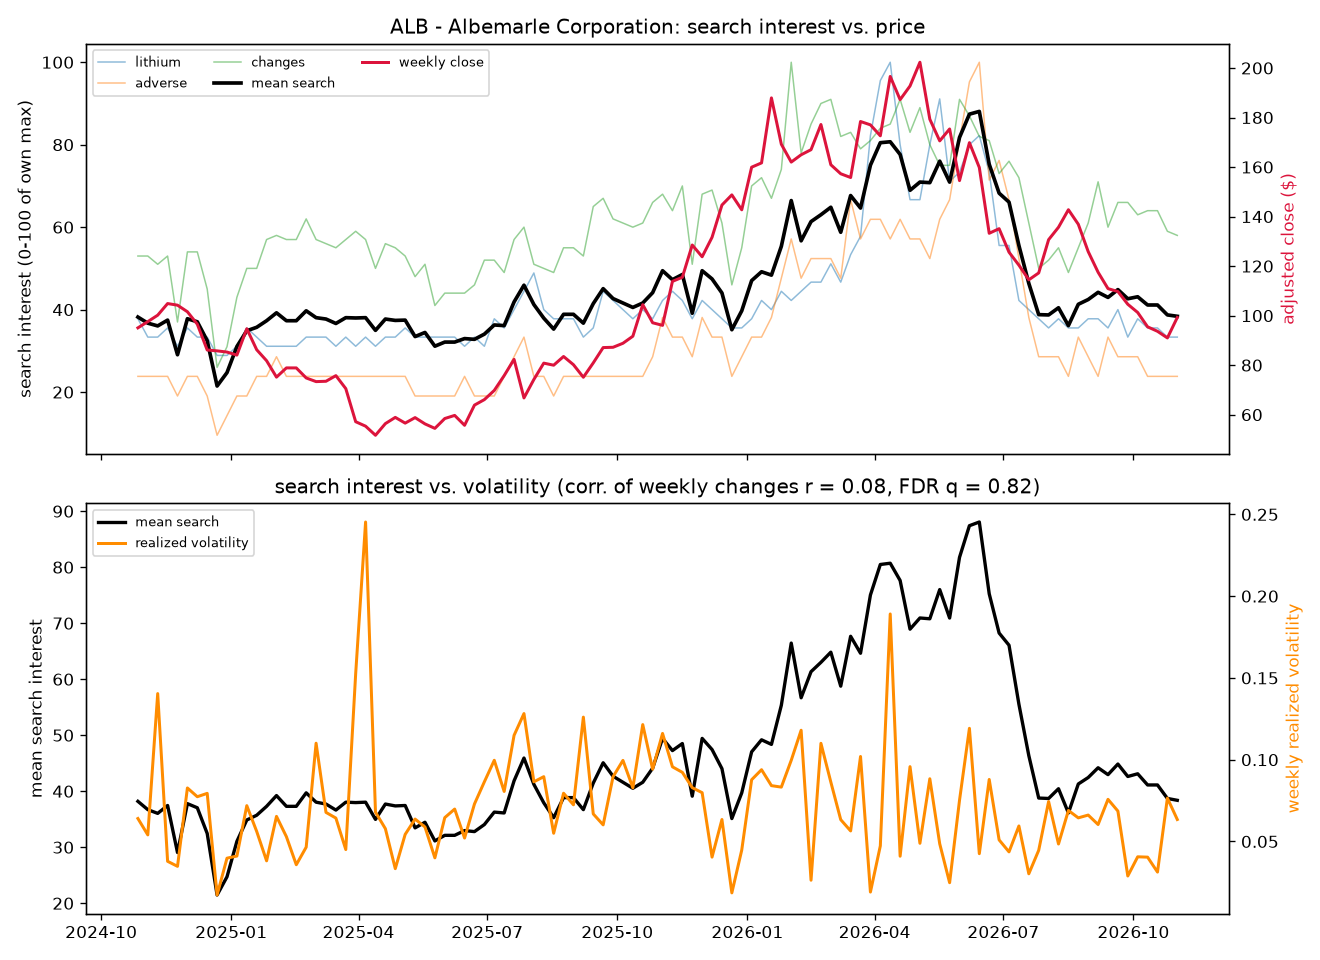 ALB - Albemarle Corporation: search interest vs. price
lithium
adverse
changes
mean search
weekly close
search interest (0-100 of own max)
100
80
60
40
20
adjusted close ($)
200
180
160
140
120
100
80
60
search interest vs. volatility (corr. of weekly changes r = 0.08, FDR q = 0.82)
mean search
realized volatility
mean search interest
90
80
70
60
50
40
30
20
weekly realized volatility
0.25
0.20
0.15
0.10
0.05
2024-10
2025-01
2025-04
2025-07
2025-10
2026-01
2026-04
2026-07
2026-10